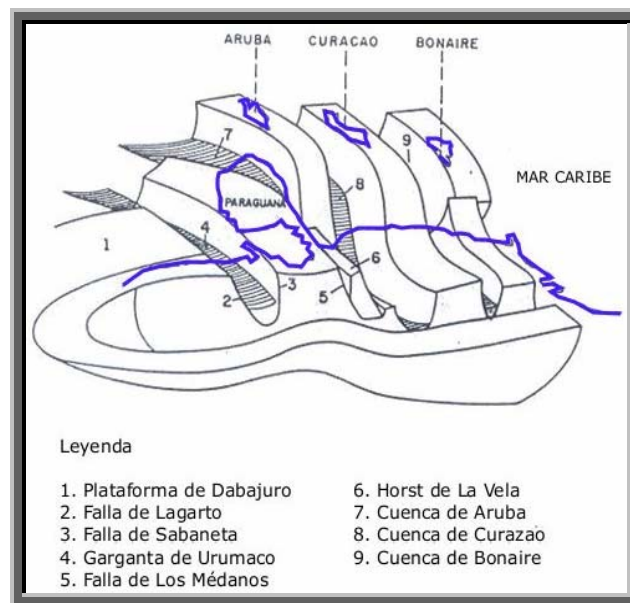 ARUBA CURACAO BONAIRE
MAR CARIBE
7
9
8
PARAGUANA
4
1
6
2
3
5
Leyenda
1. Plataforma de Dabajuro
2. Falla de Lagarto
3. Falla de Sabaneta
4. Garganta de Urumaco
5. Falla de Los Médanos
6. Horst de La Vela
7. Cuenca de Aruba
8. Cuenca de Curazao
9. Cuenca de Bonaire